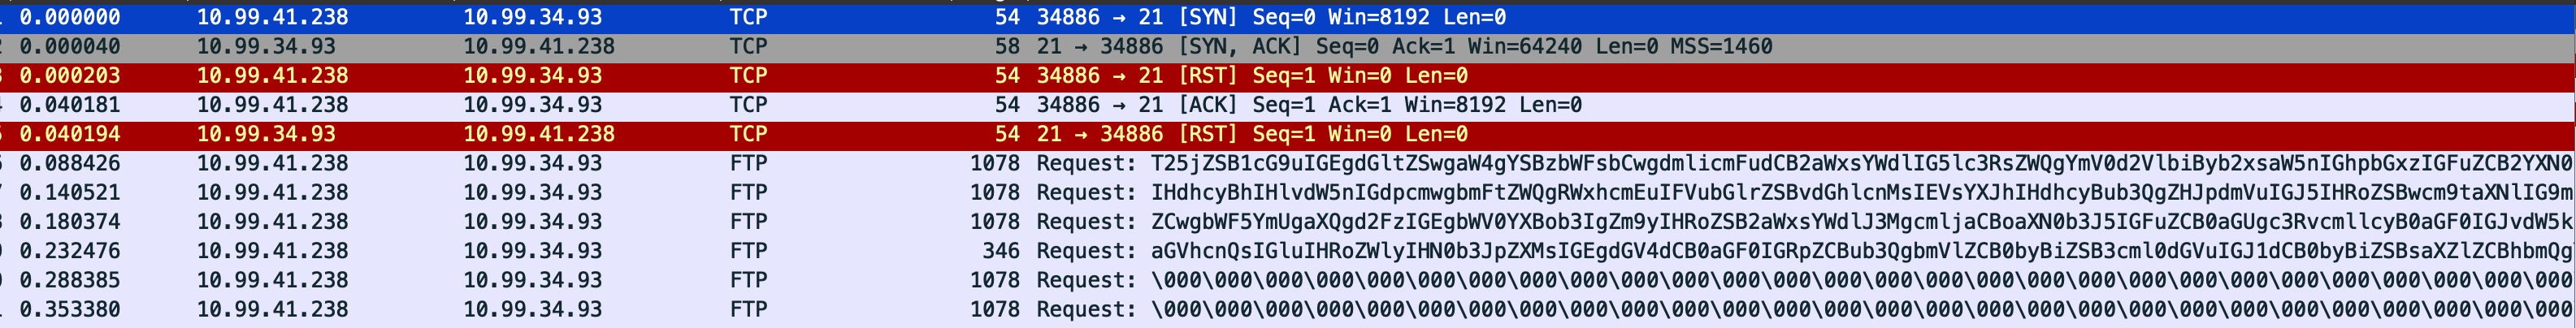 0.000000 10.99.41.238 10.99.34.93 TCP 54 34886 → 21 [SYN] Seq=0 Win=8192 Len=0
0.000040 10.99.34.93 10.99.41.238 TCP 58 21 → 34886 [SYN, ACK] Seq=0 Ack=1 Win=64240 Len=0 MSS=1460
0.000203 10.99.41.238 10.99.34.93 TCP 54 34886 → 21 [RST] Seq=1 Win=0 Len=0
0.040181 10.99.41.238 10.99.34.93 TCP 54 34886 → 21 [ACK] Seq=1 Ack=1 Win=8192 Len=0
0.040194 10.99.34.93 10.99.41.238 TCP 54 21 → 34886 [RST] Seq=1 Win=0 Len=0
0.088426 10.99.41.238 10.99.34.93 FTP 1078 Request: T25jZSB1cG9uIGEgdGltZSwgaW4gYSBzbWFsbCwgdmlicmFudCB2aWxsYWdlIG5lc3RsZWQgYmV0d2VlbiByb2xsaW5nIGhpbGxzIGFuZCB2YXN0
0.140521 10.99.41.238 10.99.34.93 FTP 1078 Request: IHdhcyBhIHlvdW5nIGdpcmwgbmFtZWQgRWxhcmEuIFVubGlrZSBvdGhlcnMsIEVsYXJhIHdhcyBub3QgZHJpdmVuIGJ5IHRoZSBwcm9taXNlIG9m
0.180374 10.99.41.238 10.99.34.93 FTP 1078 Request: ZCwgbWF5YmUgaXQgd2FzIGEgbWV0YXBob3IgZm9yIHRoZSB2aWxsYWdlJ3MgcmljaCBoaXN0b3J5IGFuZCB0aGUgc3RvcmllcyB0aGF0IGJvdW5k
0.232476 10.99.41.238 10.99.34.93 FTP 346 Request: aGVhcnQsIGluIHRoZWlyIHN0b3JpZXMsIGEgdGV4dCB0aGF0IGRpZCBub3QgbmVlZCB0byBiZSB3cml0dGVuIGJ1dCB0byBiZSBsaXZlZCBhbmQg
0.288385 10.99.41.238 10.99.34.93 FTP 1078 Request: \000\000\000\000\000\000\000\000\000\000\000\000\000\000\000\000\000\000\000\000\000\000\000\000\000\000\000\000
0.353380 10.99.41.238 10.99.34.93 FTP 1078 Request: \000\000\000\000\000\000\000\000\000\000\000\000\000\000\000\000\000\000\000\000\000\000\000\000\000\000\000\000